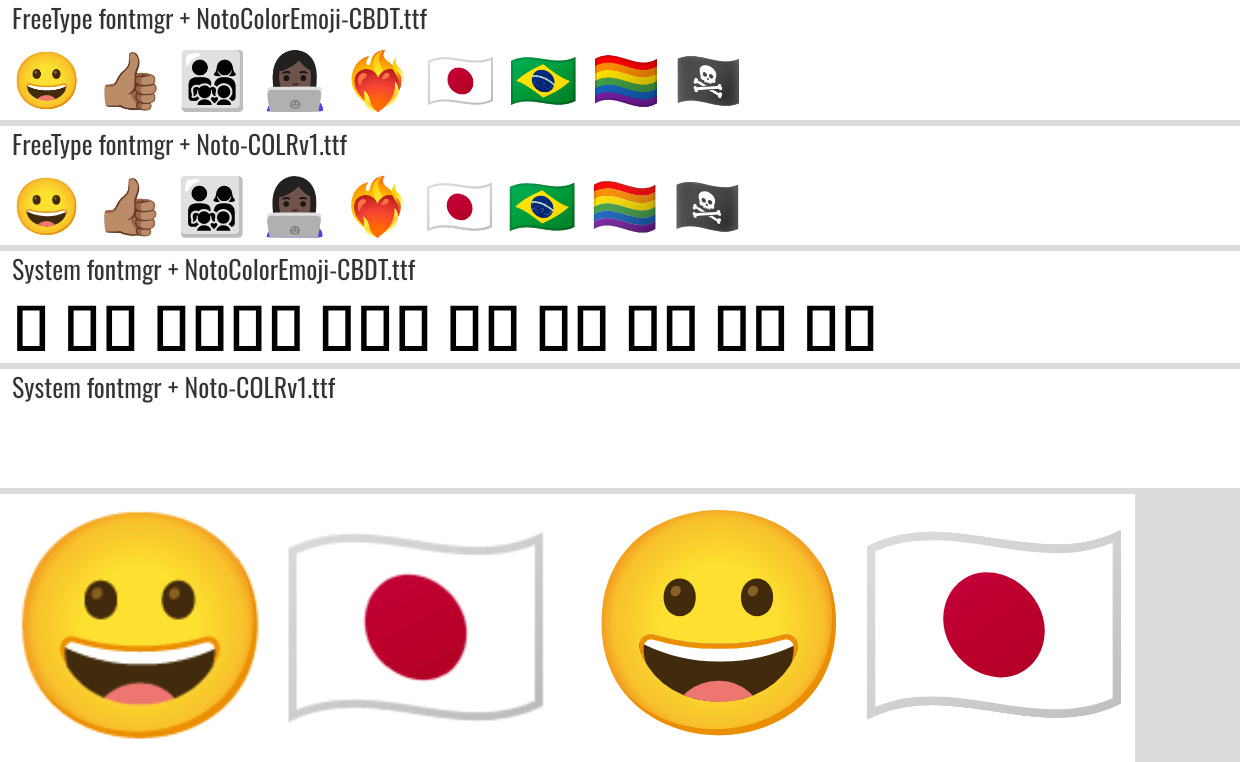 FreeType fontmgr + NotoColorEmoji-CBDT.ttf
😀 👍🏽 👨‍👩‍👧‍👦 👩🏿‍💻 ❤️‍🔥 🇯🇵 🇧🇷 🏳️‍🌈 🏴‍☠️
FreeType fontmgr + Noto-COLRv1.ttf
😀 👍🏽 👨‍👩‍👧‍👦 👩🏿‍💻 ❤️‍🔥 🇯🇵 🇧🇷 🏳️‍🌈 🏴‍☠️
System fontmgr + NotoColorEmoji-CBDT.ttf
System fontmgr + Noto-COLRv1.ttf
😀 🇯🇵 😀 🇯🇵